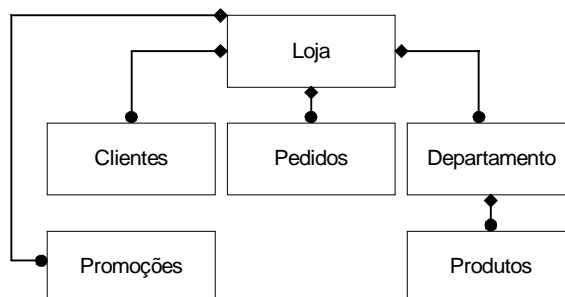 Loja
Clientes
Pedidos
Departamento
Promoções
Produtos